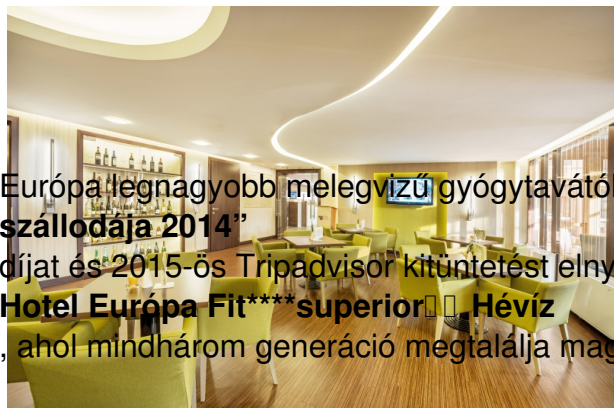 Európa legnagyobb melegvizű gyógytavától
szállodája 2014”
díjat és 2015-ös Tripadvisor kitüntetést elny
Hotel Európa Fit****superior Hévíz
, ahol mindhárom generáció megtalálja mag